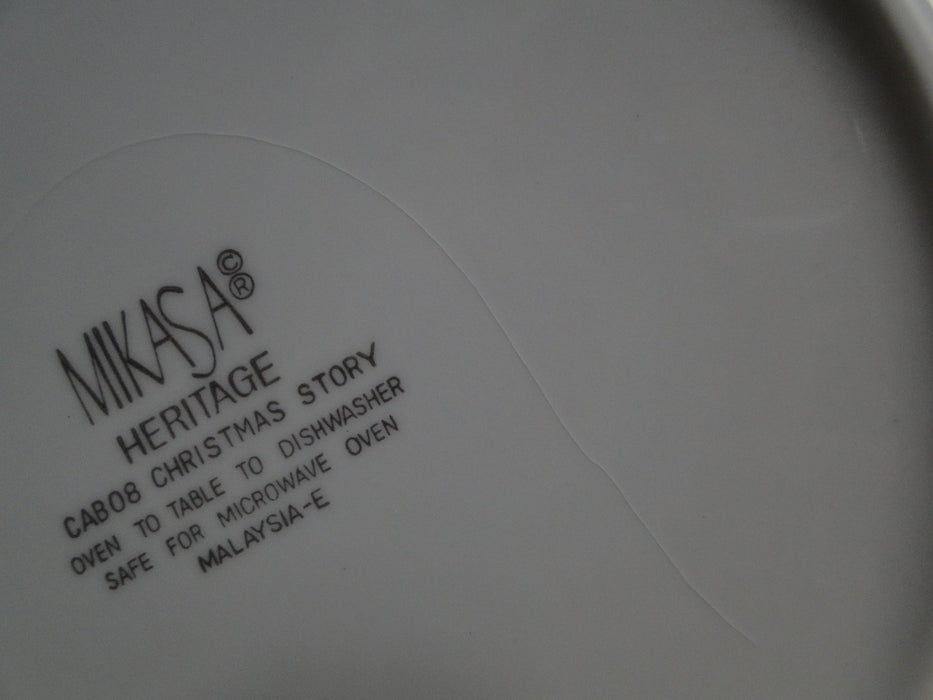 MIKASA©®
HERITAGE
CAB08 CHRISTMAS STORY
OVEN TO TABLE TO DISHWASHER
SAFE FOR MICROWAVE OVEN
MALAYSIA-E